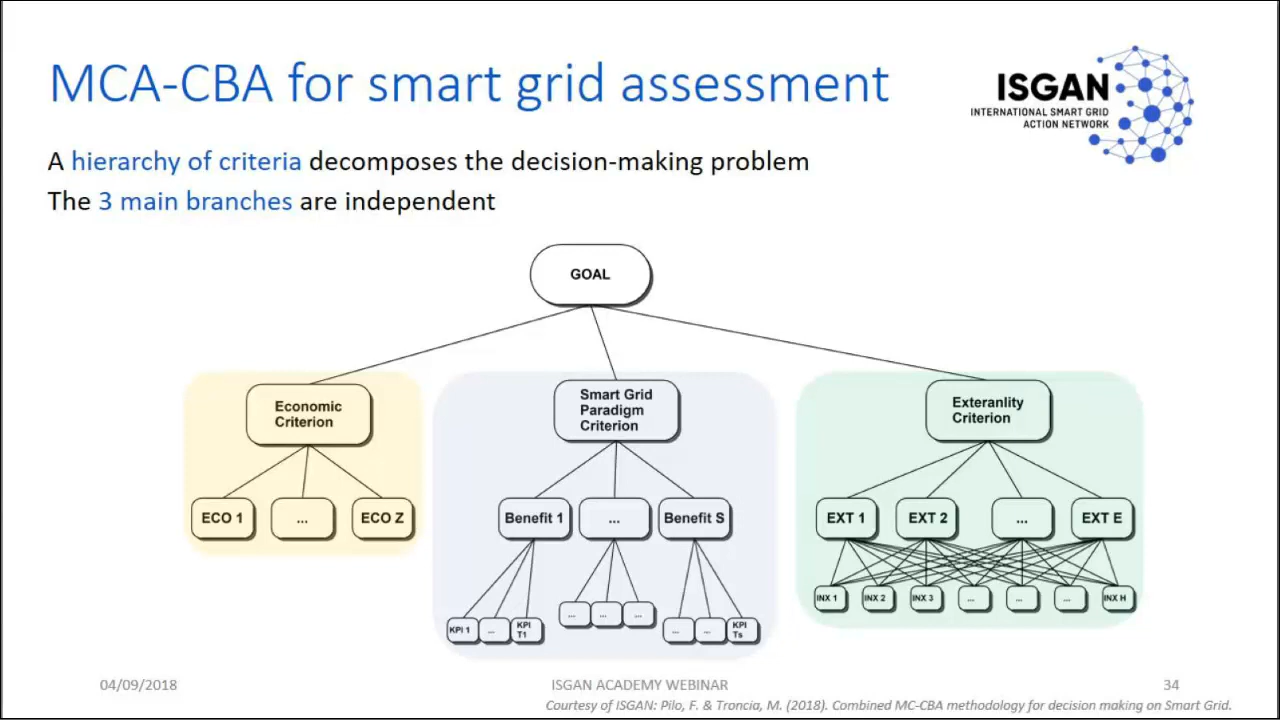 MCA-CBA for smart grid assessment
ISGAN
INTERNATIONAL SMART GRID
ACTION NETWORK
A hierarchy of criteria decomposes the decision-making problem
The 3 main branches are independent
GOAL
Economic
Criterion
Smart Grid
Paradigm
Criterion
Exteranlity
Criterion
ECO 1
...
ECO Z
Benefit 1
...
Benefit S
EXT 1
EXT 2
...
EXT E
KPI 1
...
KPI
T1
...
...
...
...
...
KPI
Ts
INX 1
INX 2
INX 3
...
...
...
INX H
04/09/2018
ISGAN ACADEMY WEBINAR
34
Courtesy of ISGAN: Pilo, F. & Troncia, M. (2018). Combined MC-CBA methodology for decision making on Smart Grid.